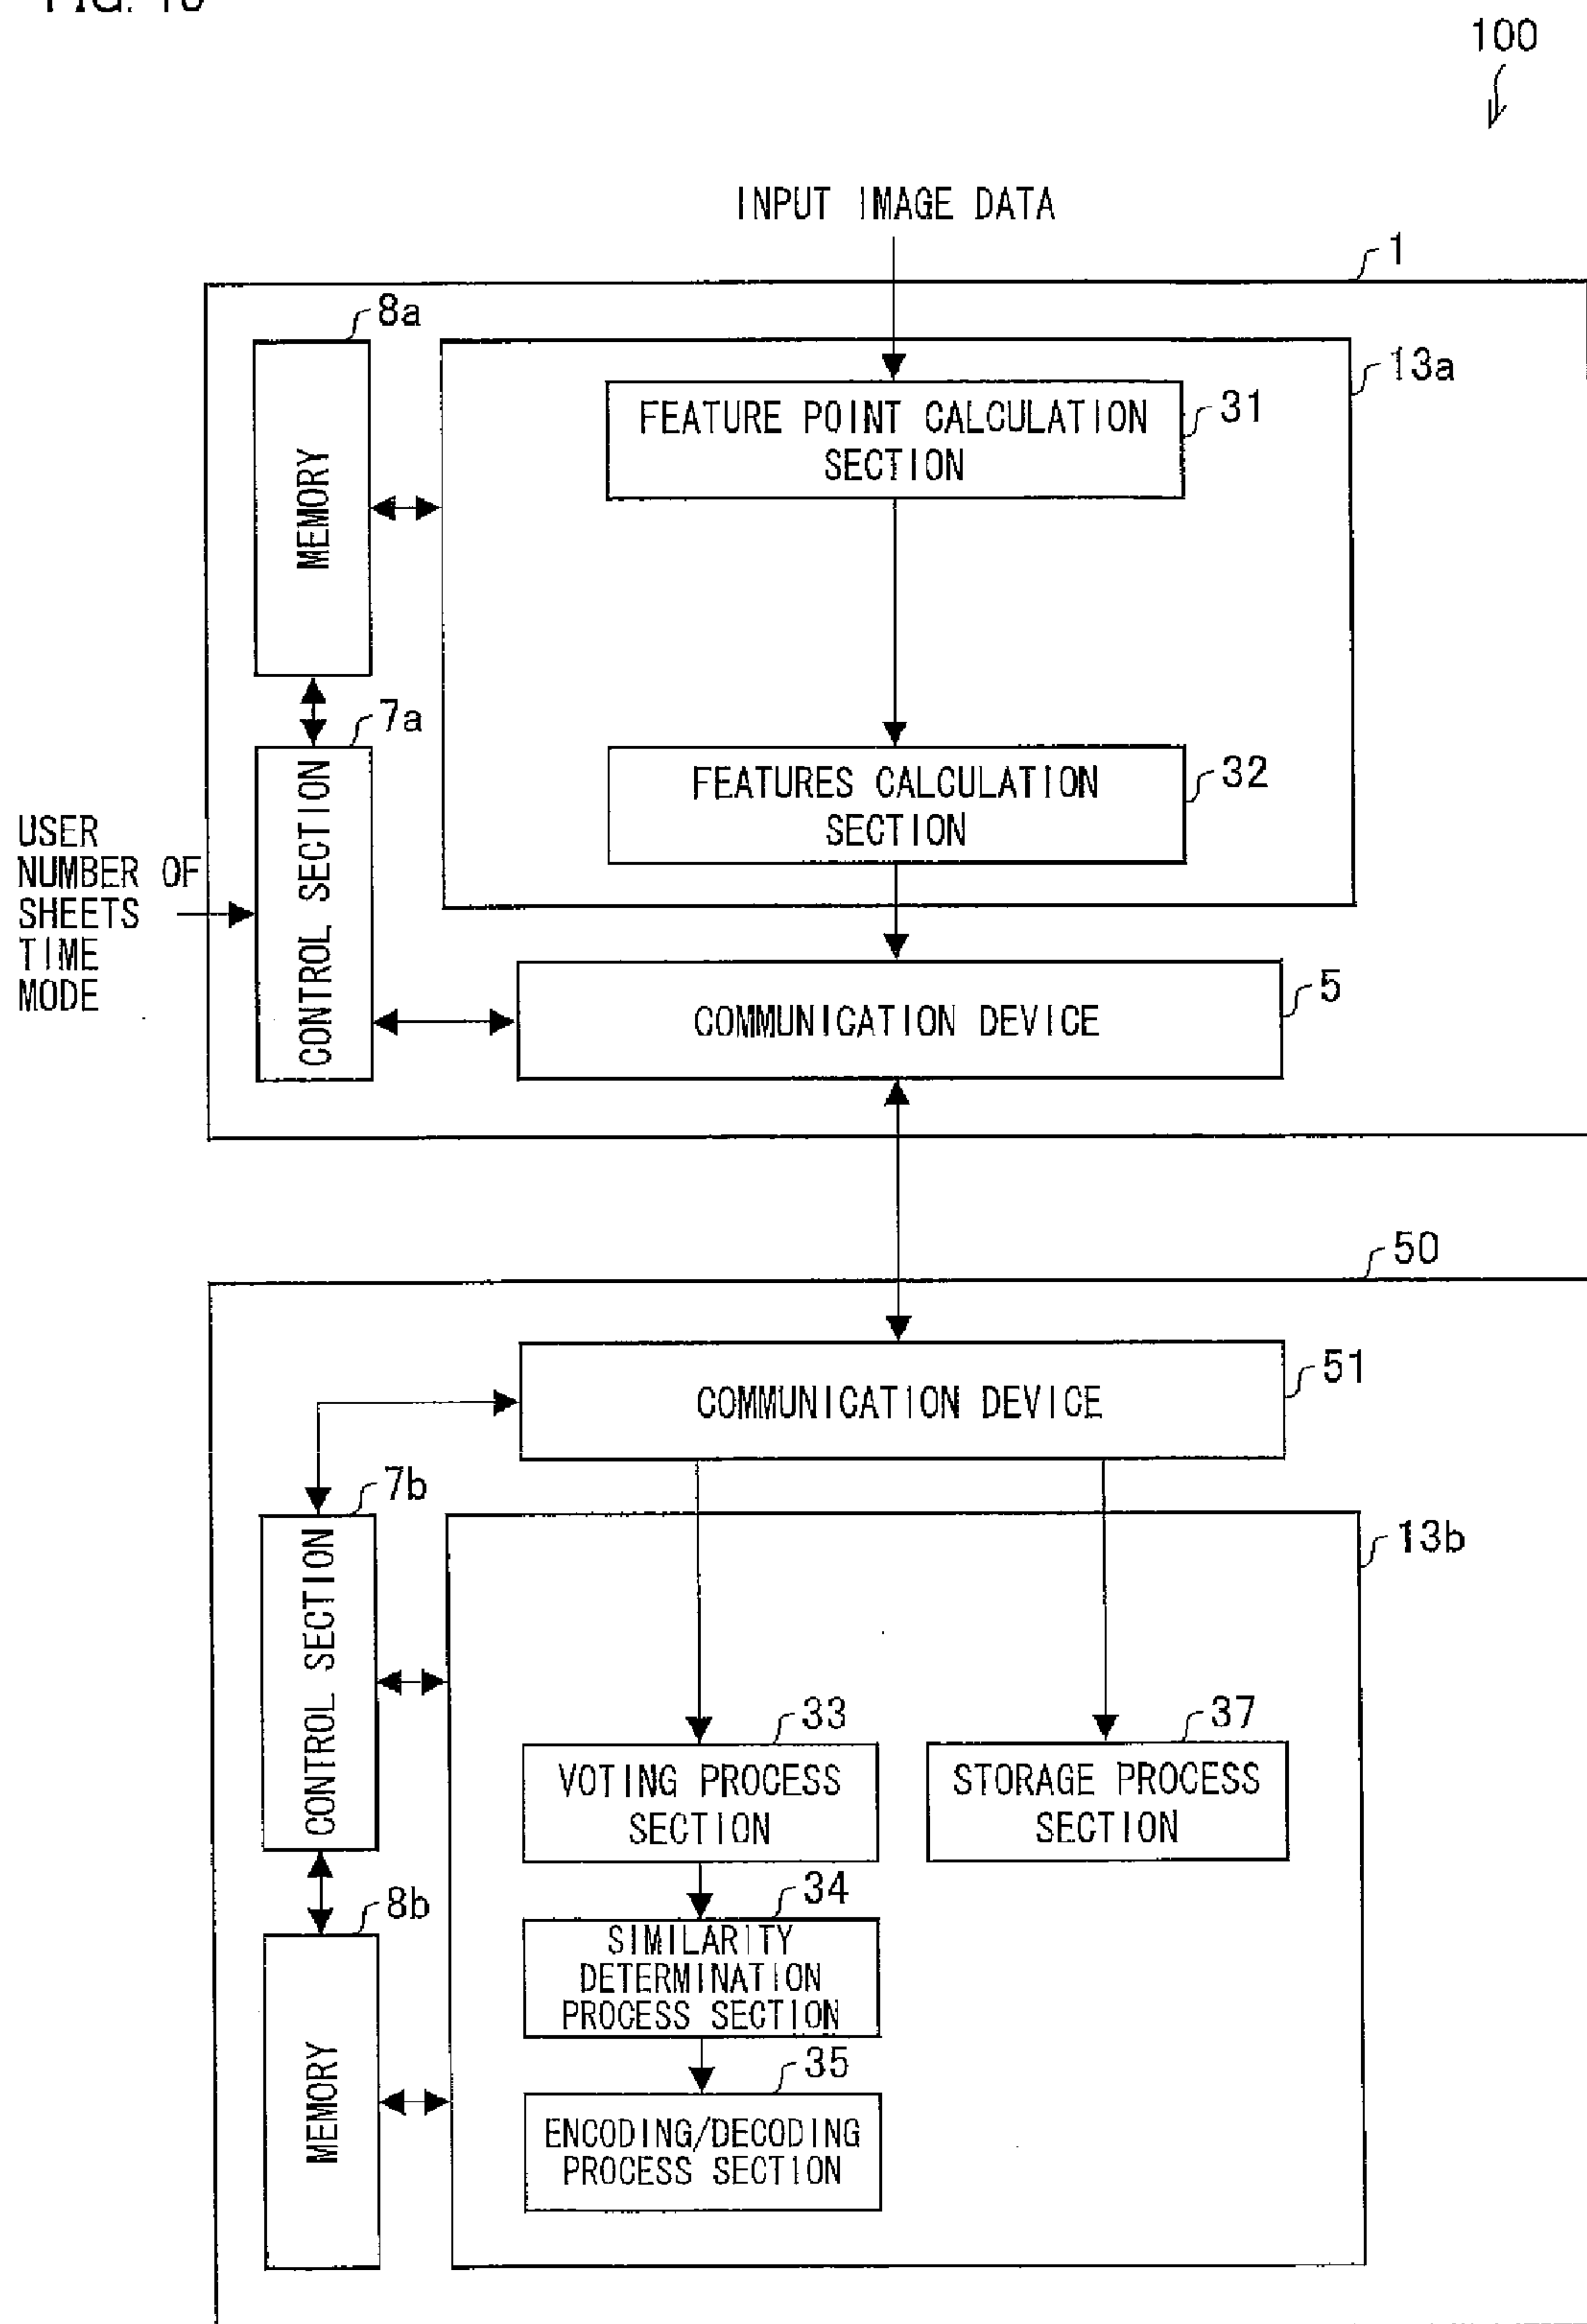 100
INPUT IMAGE DATA
1
8a
13a
MEMORY
FEATURE POINT CALCULATION
SECTION
31
7a
CONTROL SECTION
FEATURES CALCULATION
SECTION
32
USER
NUMBER OF
SHEETS
TIME
MODE
COMMUNICATION DEVICE
5
50
COMMUNICATION DEVICE
51
7b
CONTROL SECTION
13b
33
VOTING PROCESS
SECTION
37
STORAGE PROCESS
SECTION
34
SIMILARITY
DETERMINATION
PROCESS SECTION
8b
MEMORY
35
ENCODING/DECODING
PROCESS SECTION